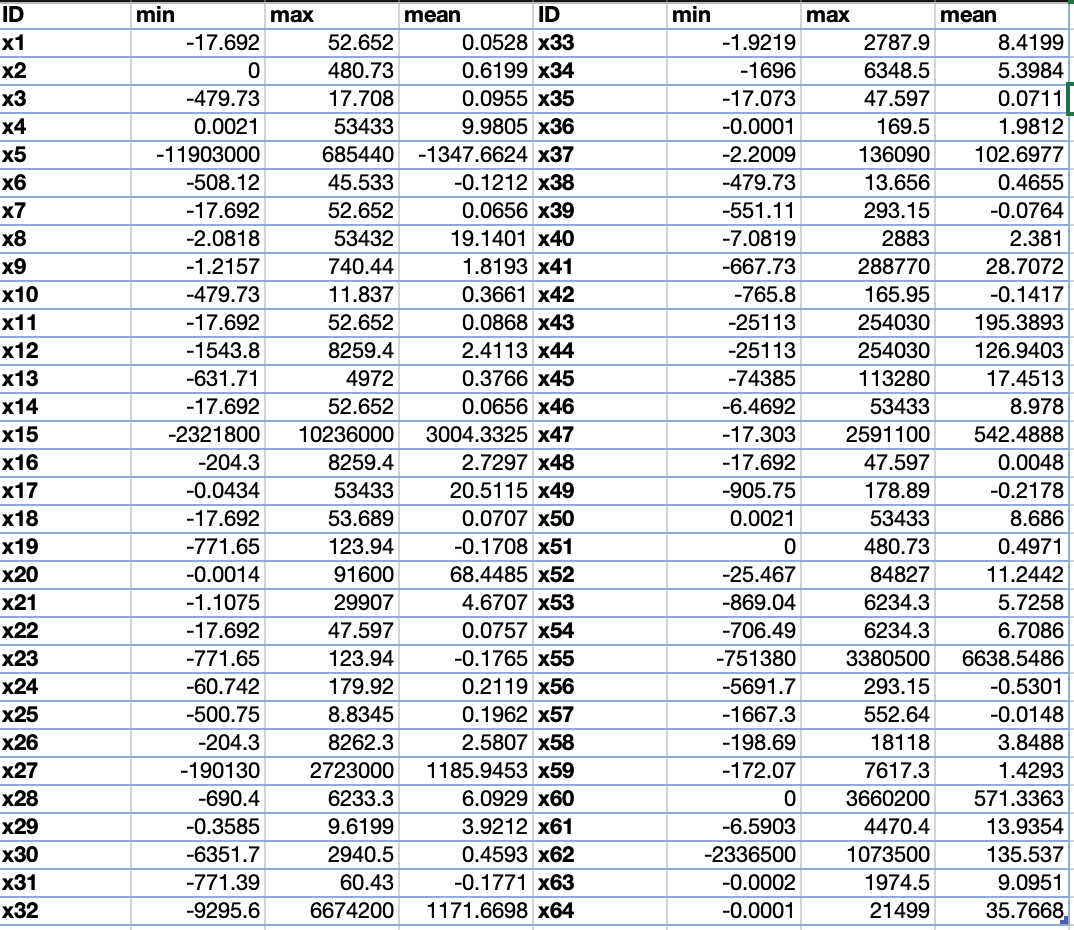 ID min max mean ID min max mean
x1 -17.692 52.652 0.0528 x33 -1.9219 2787.9 8.4199
x2 0 480.73 0.6199 x34 -1696 6348.5 5.3984
x3 -479.73 17.708 0.0955 x35 -17.073 47.597 0.0711
x4 0.0021 53433 9.9805 x36 -0.0001 169.5 1.9812
x5 -11903000 685440 -1347.6624 x37 -2.2009 136090 102.6977
x6 -508.12 45.533 -0.1212 x38 -479.73 13.656 0.4655
x7 -17.692 52.652 0.0656 x39 -551.11 293.15 -0.0764
x8 -2.0818 53432 19.1401 x40 -7.0819 2883 2.381
x9 -1.2157 740.44 1.8193 x41 -667.73 288770 28.7072
x10 -479.73 11.837 0.3661 x42 -765.8 165.95 -0.1417
x11 -17.692 52.652 0.0868 x43 -25113 254030 195.3893
x12 -1543.8 8259.4 2.4113 x44 -25113 254030 126.9403
x13 -631.71 4972 0.3766 x45 -74385 113280 17.4513
x14 -17.692 52.652 0.0656 x46 -6.4692 53433 8.978
x15 -2321800 10236000 3004.3325 x47 -17.303 2591100 542.4888
x16 -204.3 8259.4 2.7297 x48 -17.692 47.597 0.0048
x17 -0.0434 53433 20.5115 x49 -905.75 178.89 -0.2178
x18 -17.692 53.689 0.0707 x50 0.0021 53433 8.686
x19 -771.65 123.94 -0.1708 x51 0 480.73 0.4971
x20 -0.0014 91600 68.4485 x52 -25.467 84827 11.2442
x21 -1.1075 29907 4.6707 x53 -869.04 6234.3 5.7258
x22 -17.692 47.597 0.0757 x54 -706.49 6234.3 6.7086
x23 -771.65 123.94 -0.1765 x55 -751380 3380500 6638.5486
x24 -60.742 179.92 0.2119 x56 -5691.7 293.15 -0.5301
x25 -500.75 8.8345 0.1962 x57 -1667.3 552.64 -0.0148
x26 -204.3 8262.3 2.5807 x58 -198.69 18118 3.8488
x27 -190130 2723000 1185.9453 x59 -172.07 7617.3 1.4293
x28 -690.4 6233.3 6.0929 x60 0 3660200 571.3363
x29 -0.3585 9.6199 3.9212 x61 -6.5903 4470.4 13.9354
x30 -6351.7 2940.5 0.4593 x62 -2336500 1073500 135.537
x31 -771.39 60.43 -0.1771 x63 -0.0002 1974.5 9.0951
x32 -9295.6 6674200 1171.6698 x64 -0.0001 21499 35.7668